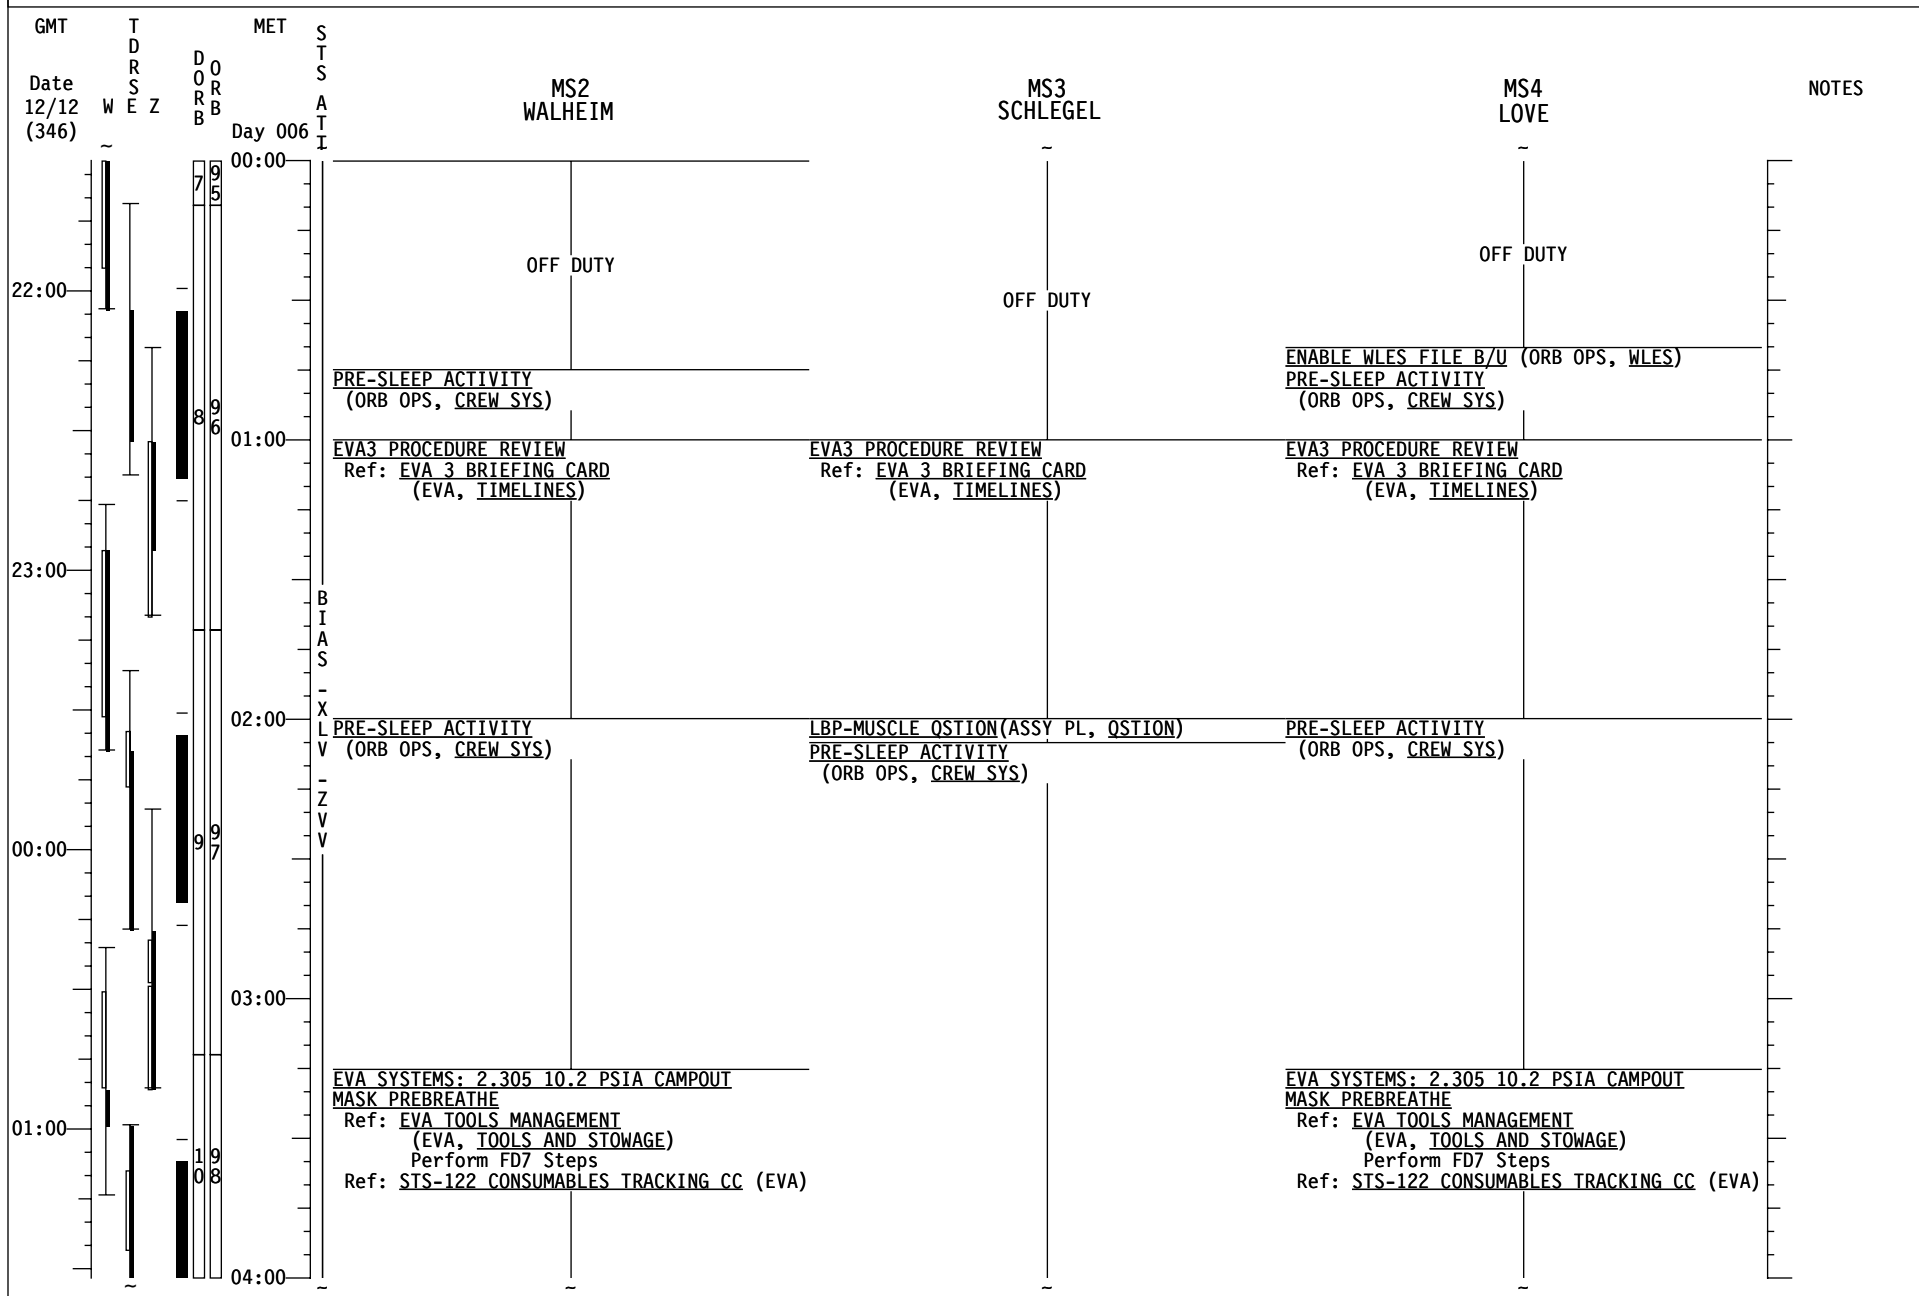 GMT
TDRS
MET
STS ATT
Date
12/12
(346)
W E Z
DORB
ORB
Day 006
MS2
WALHEIM
MS3
SCHLEGEL
MS4
LOVE
NOTES
~
~
~
00:00
7
95
OFF DUTY
OFF DUTY
22:00
OFF DUTY
ENABLE WLES FILE B/U (ORB OPS, WLES)
PRE-SLEEP ACTIVITY
(ORB OPS, CREW SYS)
PRE-SLEEP ACTIVITY
(ORB OPS, CREW SYS)
8
96
01:00
EVA3 PROCEDURE REVIEW
Ref: EVA 3 BRIEFING CARD
(EVA, TIMELINES)
EVA3 PROCEDURE REVIEW
Ref: EVA 3 BRIEFING CARD
(EVA, TIMELINES)
EVA3 PROCEDURE REVIEW
Ref: EVA 3 BRIEFING CARD
(EVA, TIMELINES)
23:00
BIAS -XLV -ZVV
02:00
PRE-SLEEP ACTIVITY
(ORB OPS, CREW SYS)
LBP-MUSCLE QSTION(ASSY PL, QSTION)
PRE-SLEEP ACTIVITY
(ORB OPS, CREW SYS)
PRE-SLEEP ACTIVITY
(ORB OPS, CREW SYS)
9
97
00:00
03:00
EVA SYSTEMS: 2.305 10.2 PSIA CAMPOUT
MASK PREBREATHE
Ref: EVA TOOLS MANAGEMENT
(EVA, TOOLS AND STOWAGE)
Perform FD7 Steps
Ref: STS-122 CONSUMABLES TRACKING CC (EVA)
EVA SYSTEMS: 2.305 10.2 PSIA CAMPOUT
MASK PREBREATHE
Ref: EVA TOOLS MANAGEMENT
(EVA, TOOLS AND STOWAGE)
Perform FD7 Steps
Ref: STS-122 CONSUMABLES TRACKING CC (EVA)
01:00
10
98
04:00
~
~
~
~
~